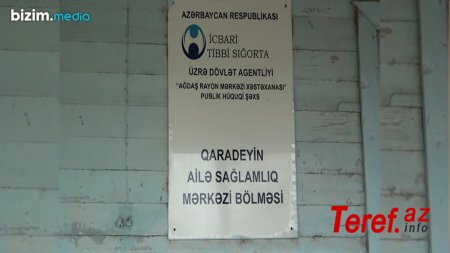 bizim.media
AZƏRBAYCAN RESPUBLİKASI
İCBARİ
TİBBİ SIĞORTA
ÜZRƏ DÖVLƏT AGENTLİYİ
"AĞDAŞ RAYON MƏRKƏZİ XƏSTƏXANASI"
PUBLİK HÜQUQİ ŞƏXS
QARADEYİN
AİLƏ SAĞLAMLIQ
MƏRKƏZİ BÖLMƏSİ
Teref.az
info